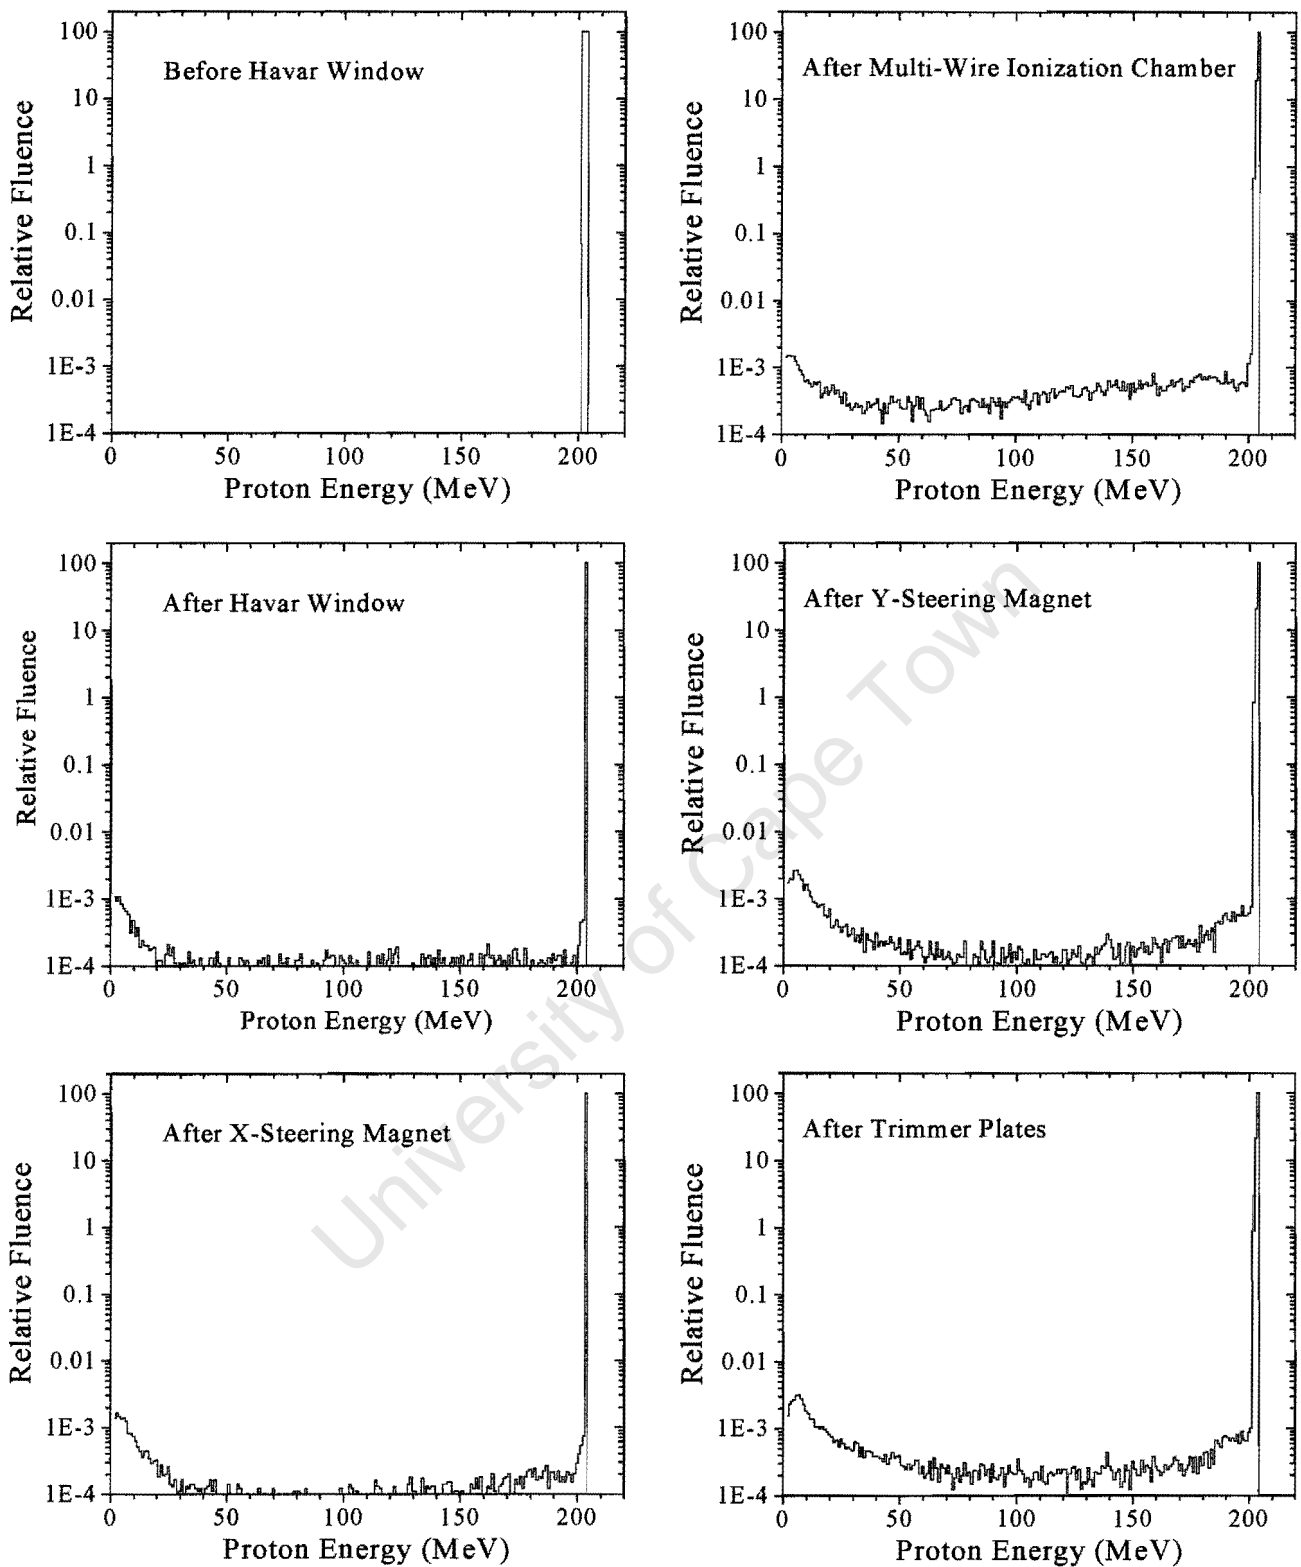 Before Havar Window
Relative Fluence
100
10
1
0.1
0.01
1E-3
1E-4
0 50 100 150 200
Proton Energy (MeV)
After Multi-Wire Ionization Chamber
Relative Fluence
100
10
1
0.1
0.01
1E-3
1E-4
0 50 100 150 200
Proton Energy (MeV)
After Havar Window
Relative Fluence
100
10
1
0.1
0.01
1E-3
1E-4
0 50 100 150 200
Proton Energy (MeV)
After Y-Steering Magnet
Relative Fluence
100
10
1
0.1
0.01
1E-3
1E-4
0 50 100 150 200
Proton Energy (MeV)
After X-Steering Magnet
Relative Fluence
100
10
1
0.1
0.01
1E-3
1E-4
0 50 100 150 200
Proton Energy (MeV)
After Trimmer Plates
Relative Fluence
100
10
1
0.1
0.01
1E-3
1E-4
0 50 100 150 200
Proton Energy (MeV)
University of Cape Town